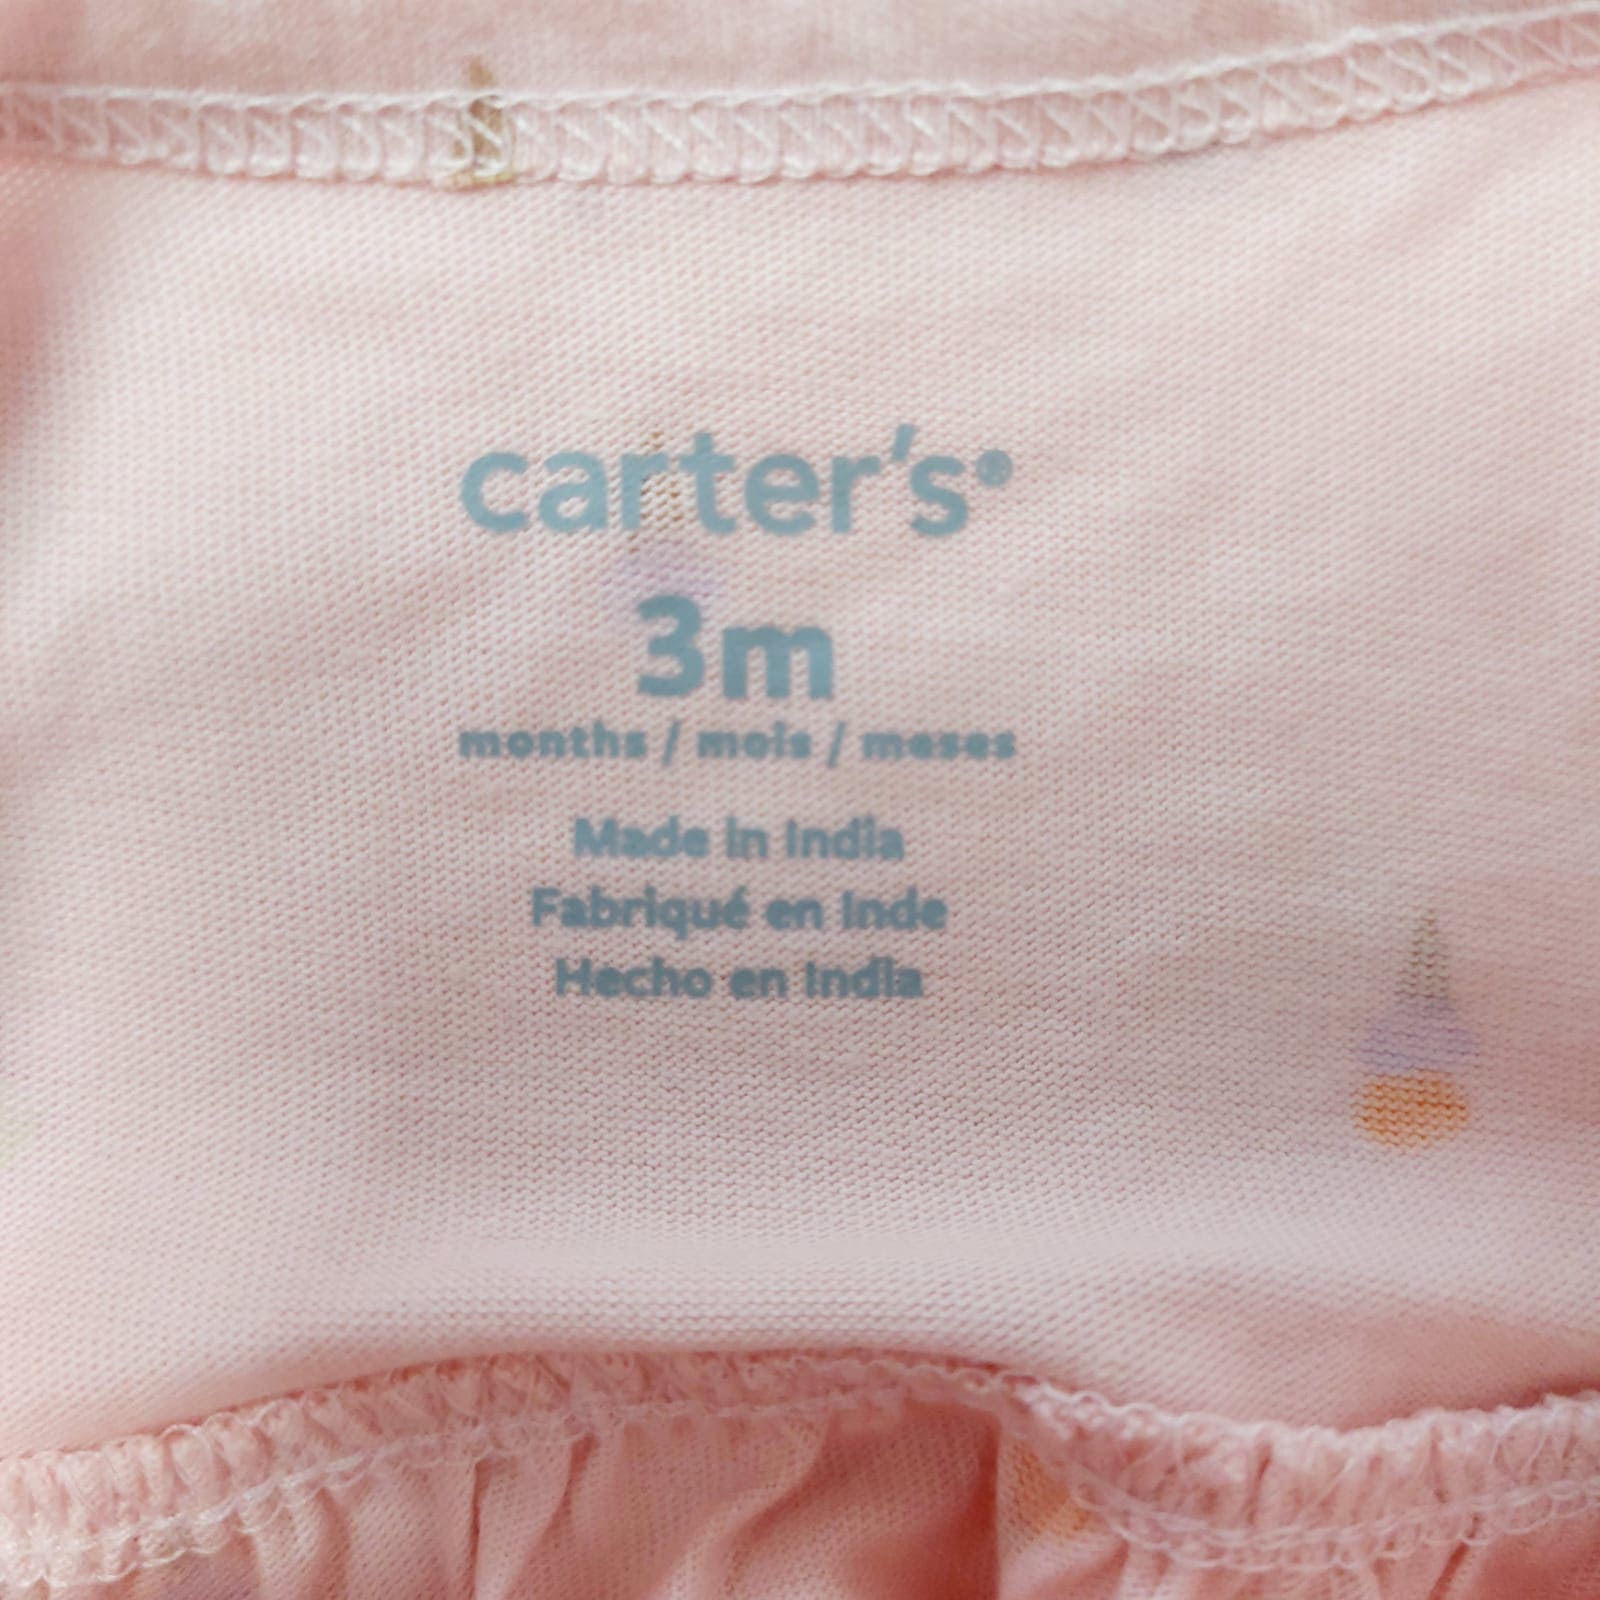 carter's®
3m
months / mois / meses
Made in India
Fabriqué en Inde
Hecho en India